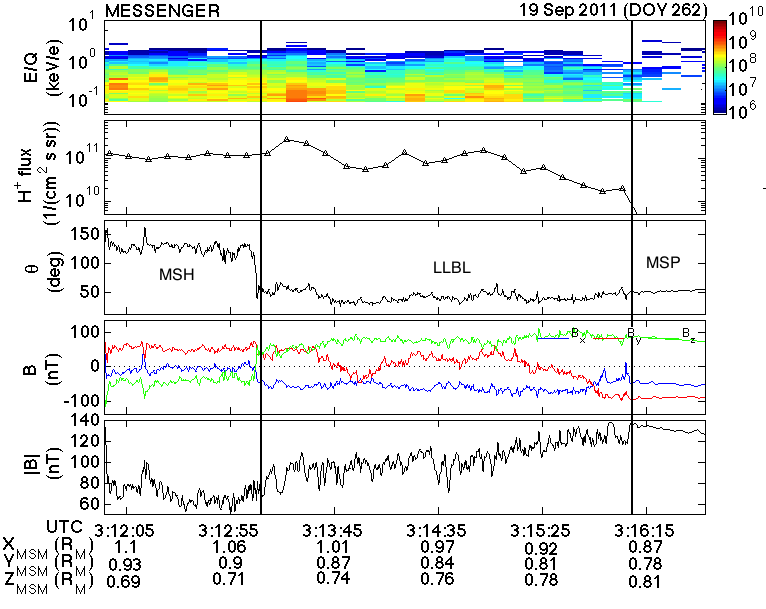 MESSENGER 19 Sep 2011 (DOY 262)
E/Q
(keV/e)
10^1
10^0
10^-1
10^10
10^9
10^8
10^7
10^6
H^+ flux
(1/(cm^2 s sr))
10^11
10^10
θ
(deg)
150
100
50
MSH LLBL MSP
B
(nT)
100
0
-100
B_x B_y B_z
|B|
(nT)
140
120
100
80
60
UTC 3:12:05 3:12:55 3:13:45 3:14:35 3:15:25 3:16:15
X_MSM (R_M) 1.1 1.06 1.01 0.97 0.92 0.87
Y_MSM (R_M) 0.93 0.9 0.87 0.84 0.81 0.78
Z_MSM (R_M) 0.69 0.71 0.74 0.76 0.78 0.81